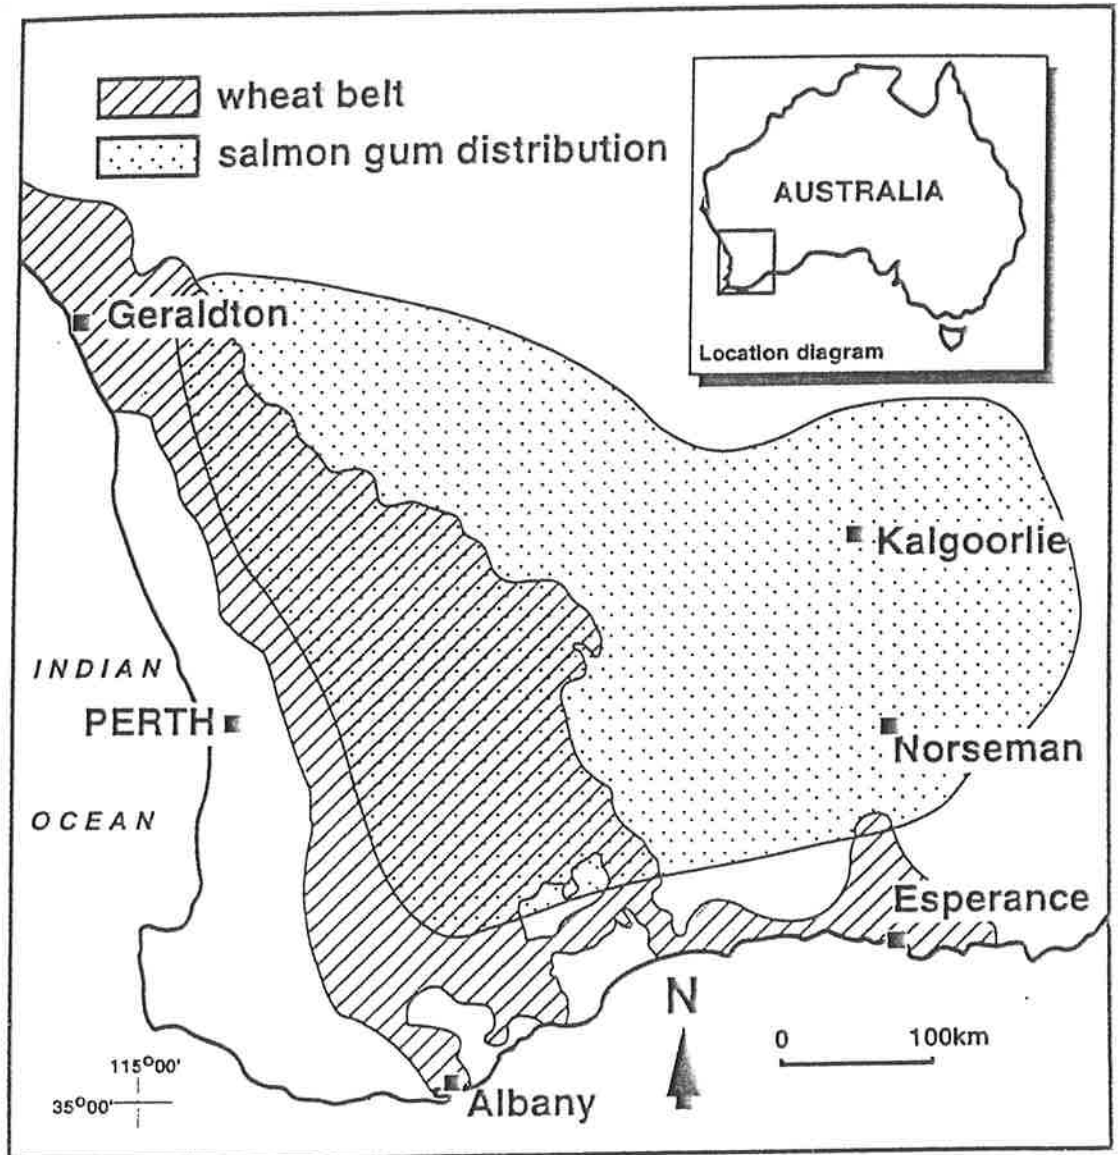 wheat belt
salmon gum distribution
AUSTRALIA
Location diagram
Geraldton
Kalgoorlie
INDIAN
PERTH
Norseman
OCEAN
Esperance
N
0 100km
115°00'
35°00'
Albany